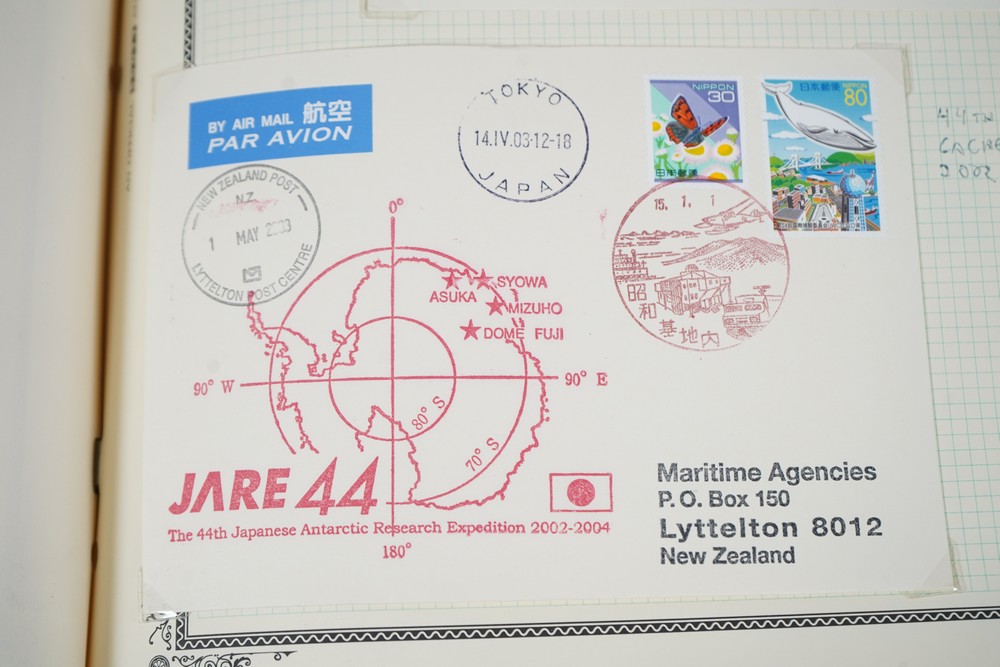 BY AIR MAIL 航空
PAR AVION
TOKYO
14.IV.03-12-18
JAPAN
NIPPON
30
日本郵便
日本郵便
NIPPON
80
NEW ZEALAND POST
N.Z.
1 MAY 2003
LYTTELTON POST CENTRE
15. 1. 1
昭和基地内
0°
SYOWA
ASUKA
MIZUHO
DOME FUJI
90° W
90° E
80° S
70° S
JARE 44
The 44th Japanese Antarctic Research Expedition 2002-2004
180°
Maritime Agencies
P.O. Box 150
Lyttelton 8012
New Zealand
2002